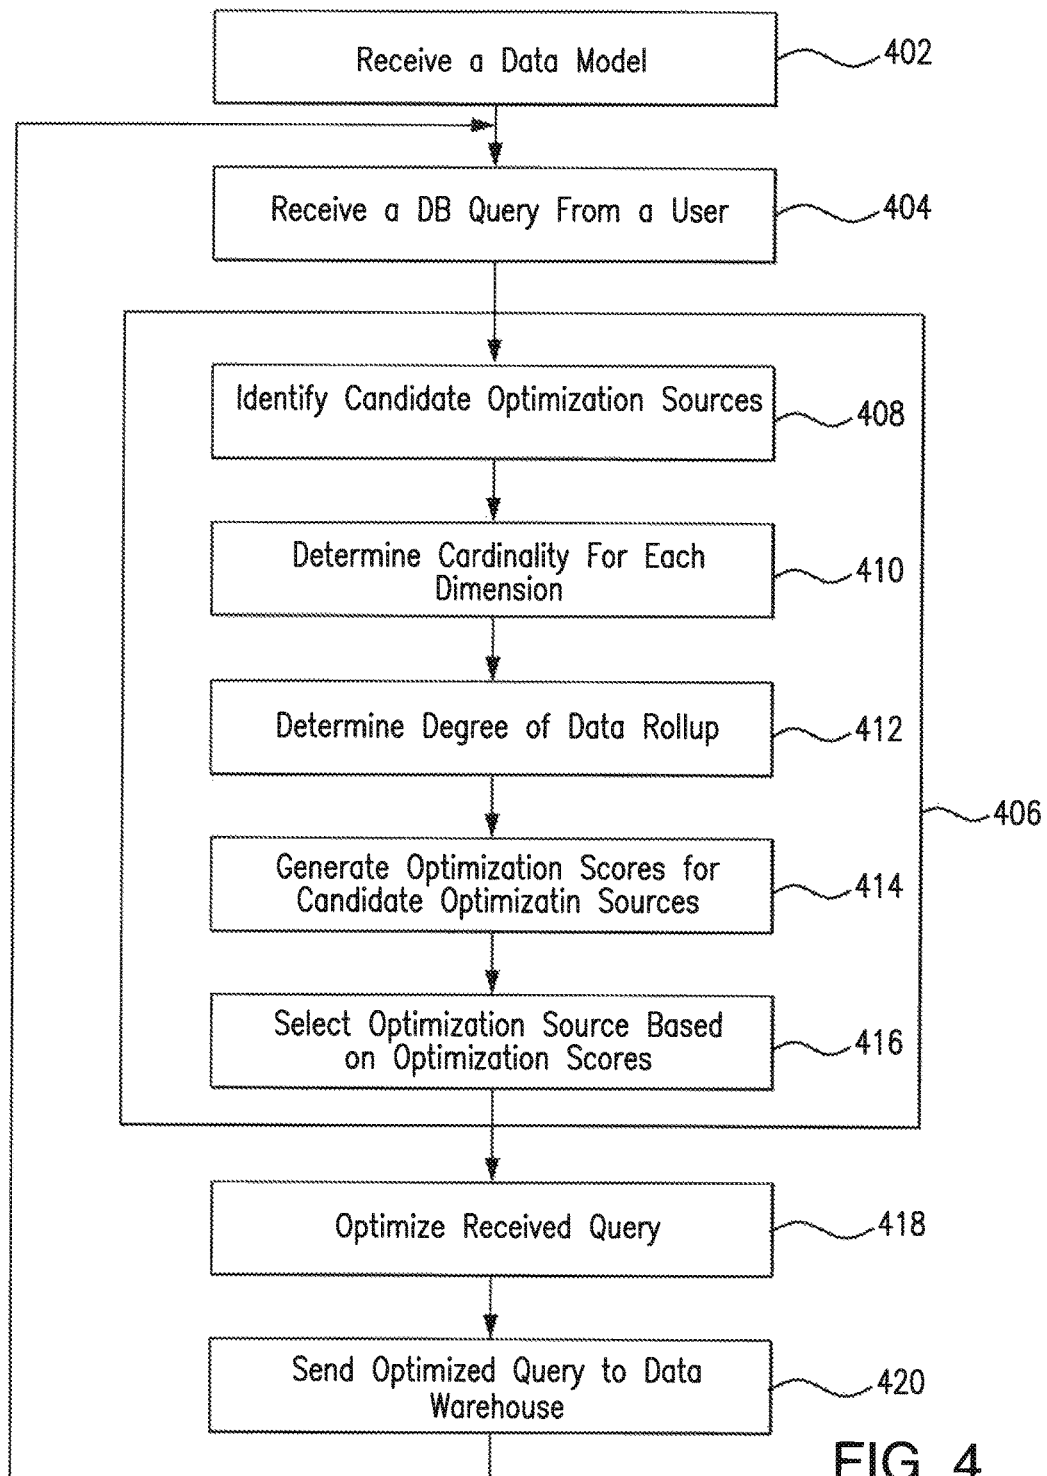 Receive a Data Model
402
Receive a DB Query From a User
404
Identify Candidate Optimization Sources
408
Determine Cardinality For Each
Dimension
410
Determine Degree of Data Rollup
412
406
Generate Optimization Scores for
Candidate Optimizatin Sources
414
Select Optimization Source Based
on Optimization Scores
416
Optimize Received Query
418
Send Optimized Query to Data
Warehouse
420
FIG. 4